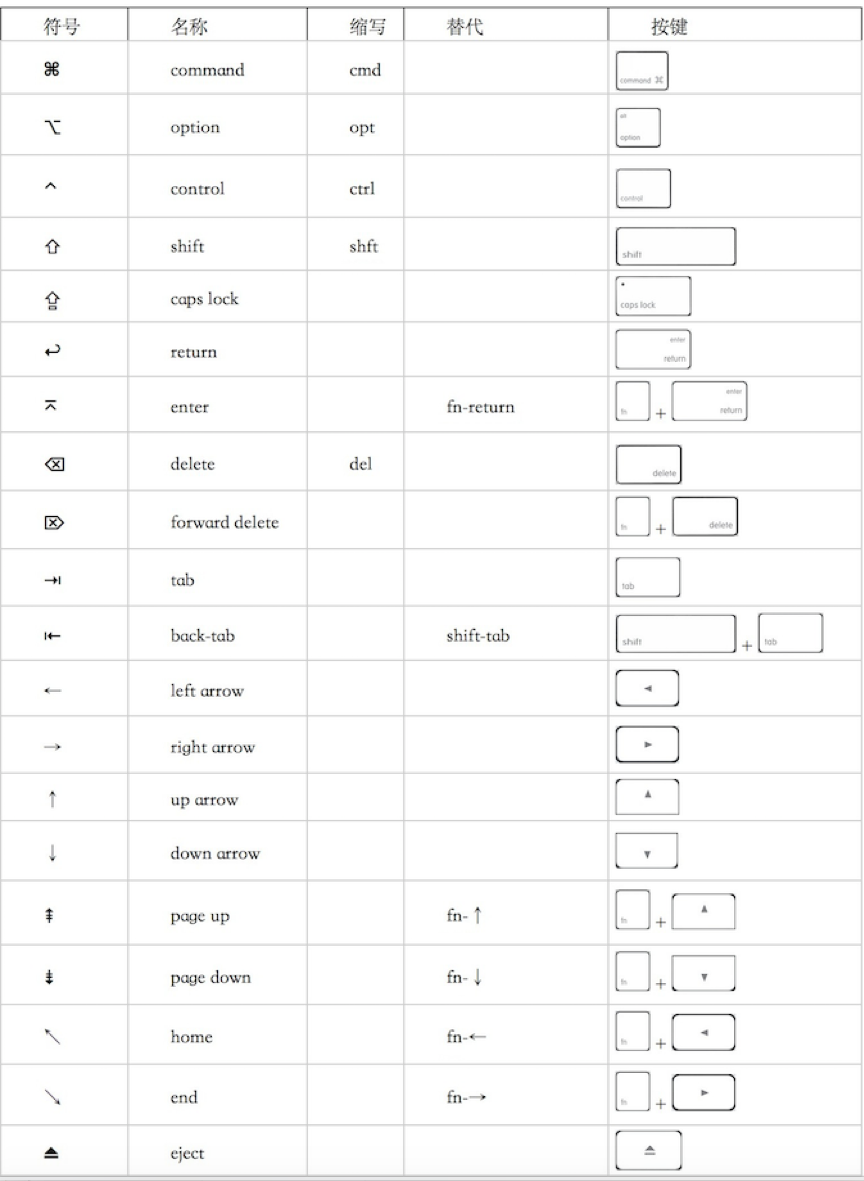 符号 名称 缩写 替代 按键
⌘ command cmd command ⌘
⌥ option opt alt option
⌃ control ctrl control
⇧ shift shft shift
⇪ caps lock caps lock
↩ return enter return
⌤ enter fn-return fn + enter return
⌫ delete del delete
⌦ forward delete fn + delete
⇥ tab tab
⇤ back-tab shift-tab shift + tab
← left arrow ◀
→ right arrow ▶
↑ up arrow ▲
↓ down arrow ▼
⇞ page up fn-↑ fn + ▲
⇟ page down fn-↓ fn + ▼
↖ home fn-← fn + ◀
↘ end fn-→ fn + ▶
⏏ eject ⏏